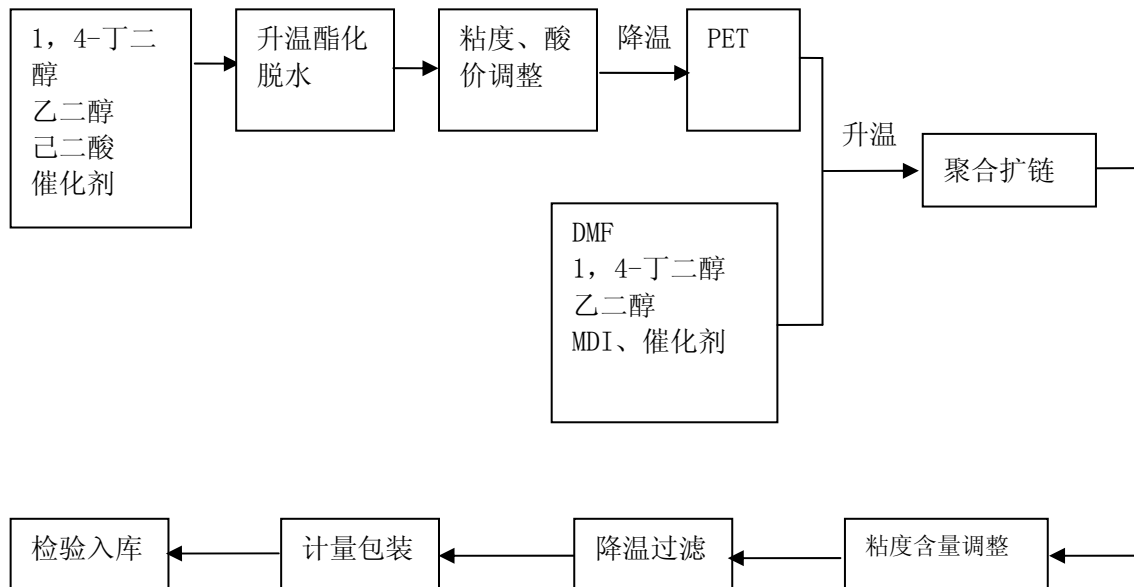 1，4-丁二
醇
乙二醇
己二酸
催化剂
升温酯化
脱水
粘度、酸
价调整
降温
PET
升温
聚合扩链
DMF
1，4-丁二醇
乙二醇
MDI、催化剂
检验入库
计量包装
降温过滤
粘度含量调整